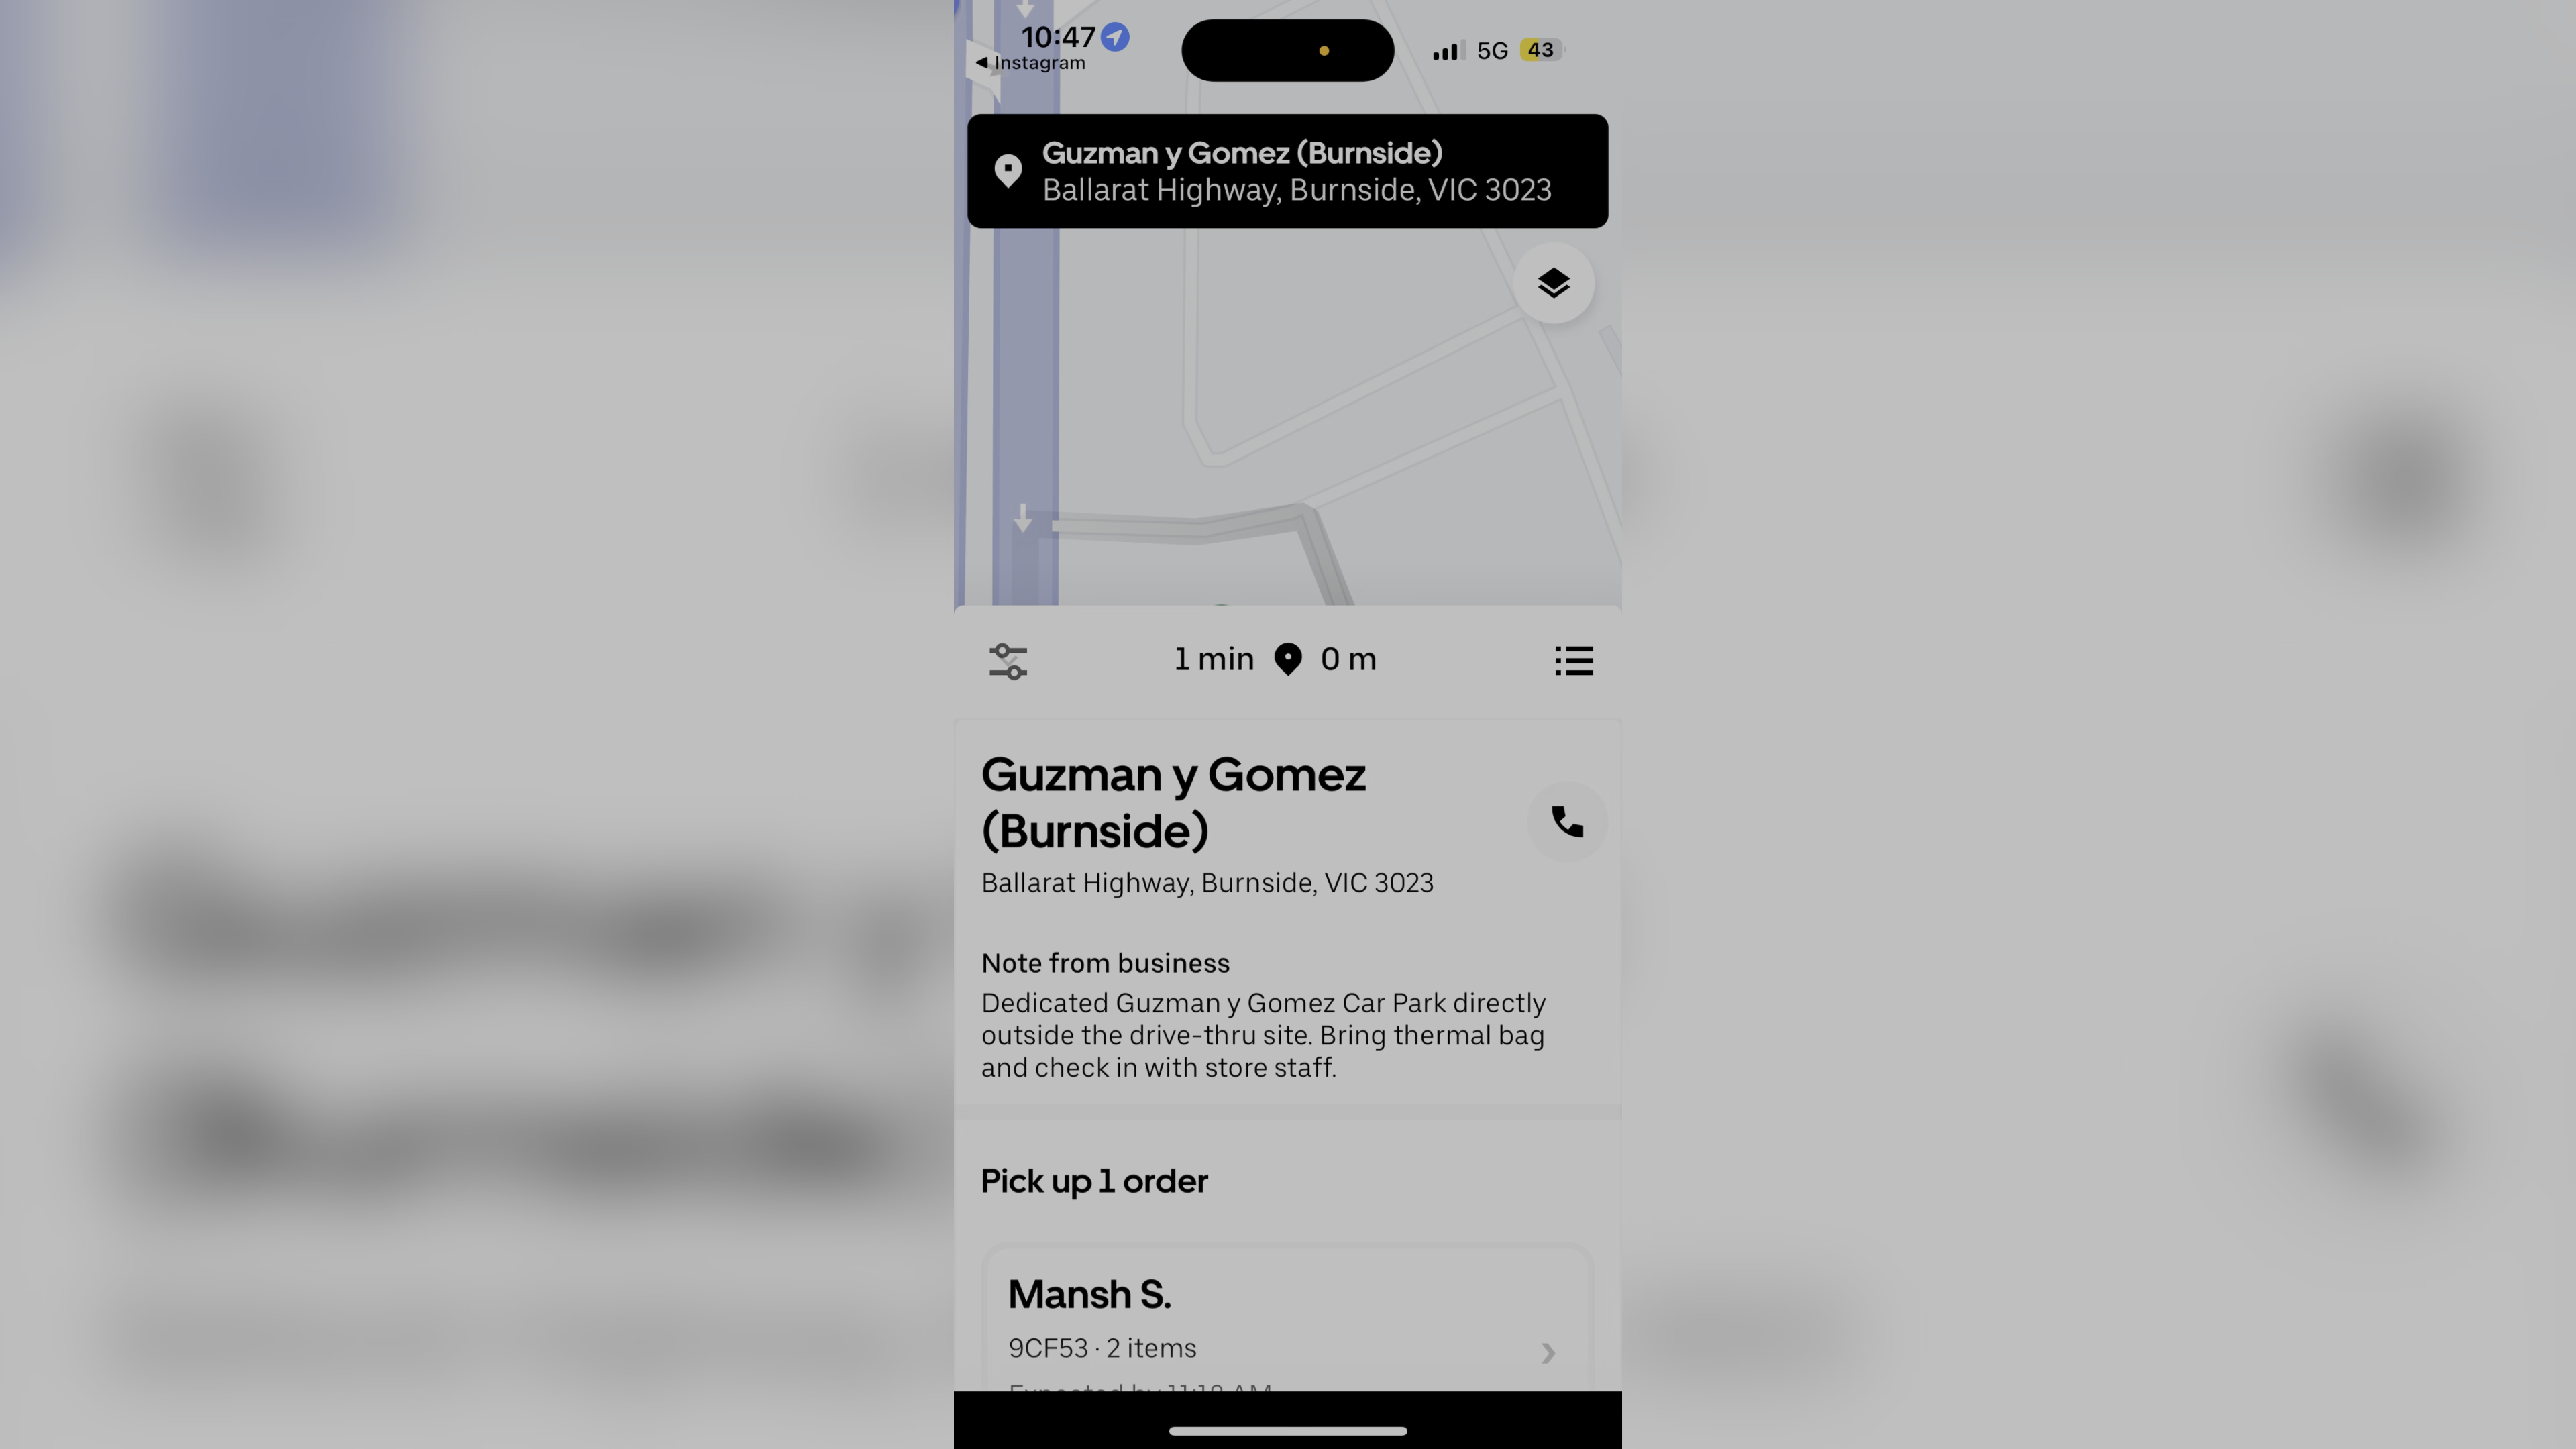 10:47
Instagram
5G 43
Guzman y Gomez (Burnside)
Ballarat Highway, Burnside, VIC 3023
1 min 0 m
Guzman y Gomez
(Burnside)
Ballarat Highway, Burnside, VIC 3023
Note from business
Dedicated Guzman y Gomez Car Park directly
outside the drive-thru site. Bring thermal bag
and check in with store staff.
Pick up 1 order
Mansh S.
9CF53 · 2 items
Expected by